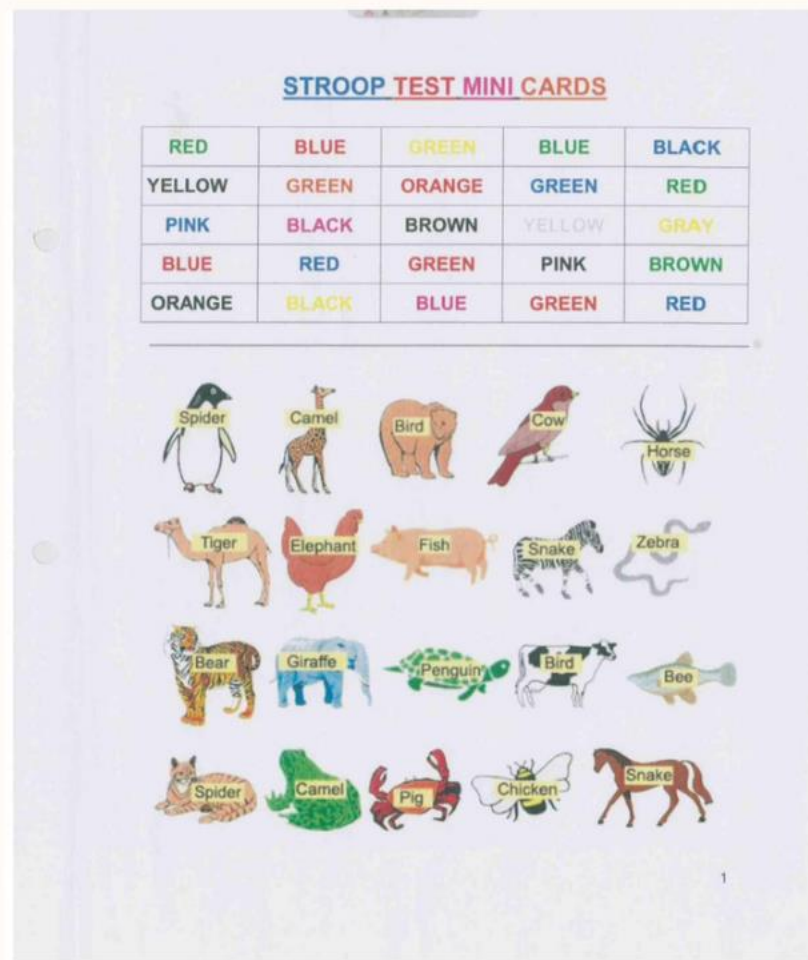 STROOP TEST MINI CARDS
RED BLUE GREEN BLUE BLACK
YELLOW GREEN ORANGE GREEN RED
PINK BLACK BROWN YELLOW GRAY
BLUE RED GREEN PINK BROWN
ORANGE BLACK BLUE GREEN RED
Spider Camel Bird Cow Horse
Tiger Elephant Fish Snake Zebra
Bear Giraffe Penguin Bird Bee
Spider Camel Pig Chicken Snake
1